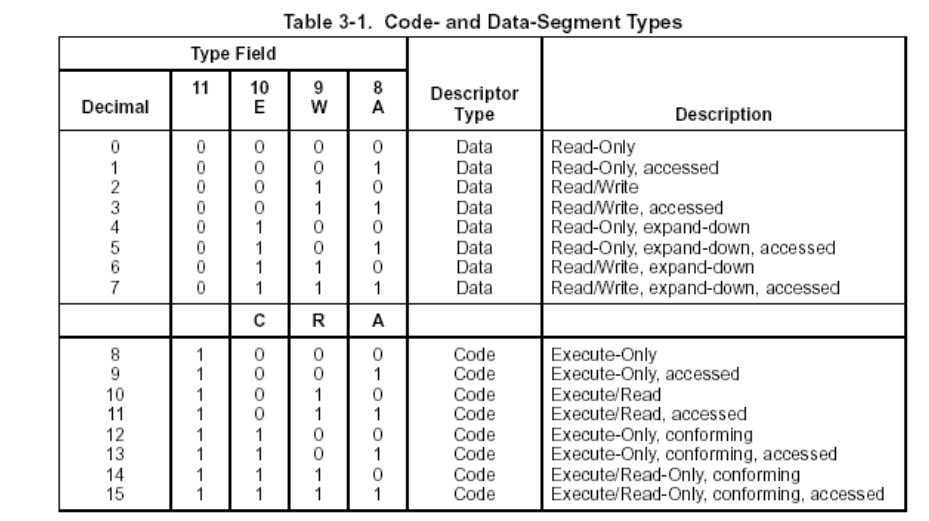 Table 3-1. Code- and Data-Segment Types
Type Field
Decimal 11 10 E 9 W 8 A Descriptor Type Description
0 0 0 0 0 Data Read-Only
1 0 0 0 1 Data Read-Only, accessed
2 0 0 1 0 Data Read/Write
3 0 0 1 1 Data Read/Write, accessed
4 0 1 0 0 Data Read-Only, expand-down
5 0 1 0 1 Data Read-Only, expand-down, accessed
6 0 1 1 0 Data Read/Write, expand-down
7 0 1 1 1 Data Read/Write, expand-down, accessed
C R A
8 1 0 0 0 Code Execute-Only
9 1 0 0 1 Code Execute-Only, accessed
10 1 0 1 0 Code Execute/Read
11 1 0 1 1 Code Execute/Read, accessed
12 1 1 0 0 Code Execute-Only, conforming
13 1 1 0 1 Code Execute-Only, conforming, accessed
14 1 1 1 0 Code Execute/Read-Only, conforming
15 1 1 1 1 Code Execute/Read-Only, conforming, accessed